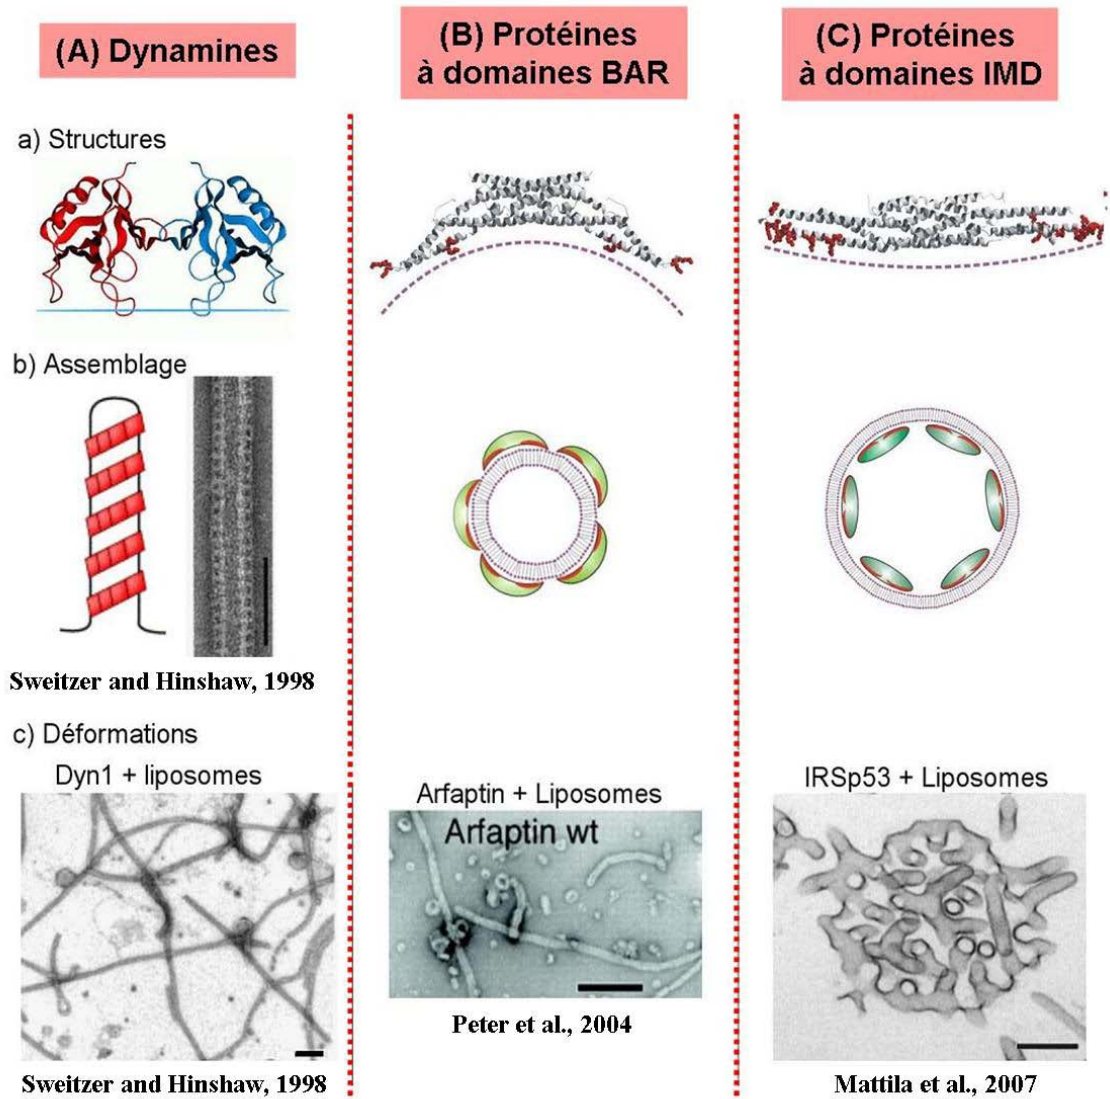 (A) Dynamines
(B) Protéines
à domaines BAR
(C) Protéines
à domaines IMD
a) Structures
b) Assemblage
Sweitzer and Hinshaw, 1998
c) Déformations
Dyn1 + liposomes
Sweitzer and Hinshaw, 1998
Arfaptin + Liposomes
Arfaptin wt
Peter et al., 2004
IRSp53 + Liposomes
Mattila et al., 2007